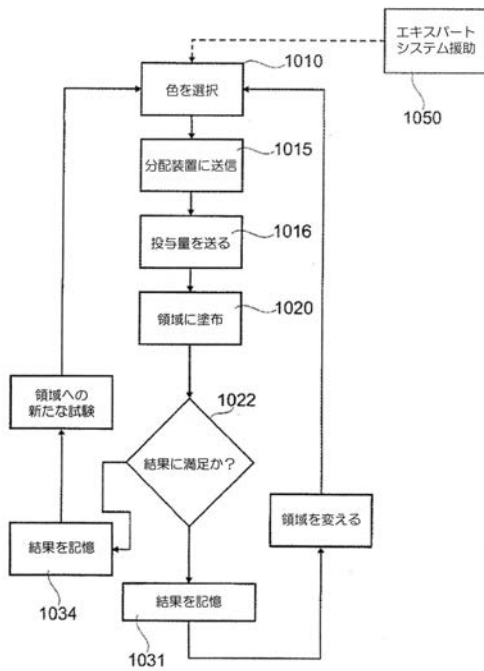 エキスパート
システム援助
1050
1010
色を選択
1015
分配装置に送信
1016
投与量を送る
1020
領域に塗布
領域への
新たな試験
1022
結果に満足か？
領域を変える
結果を記憶
1034
結果を記憶
1031